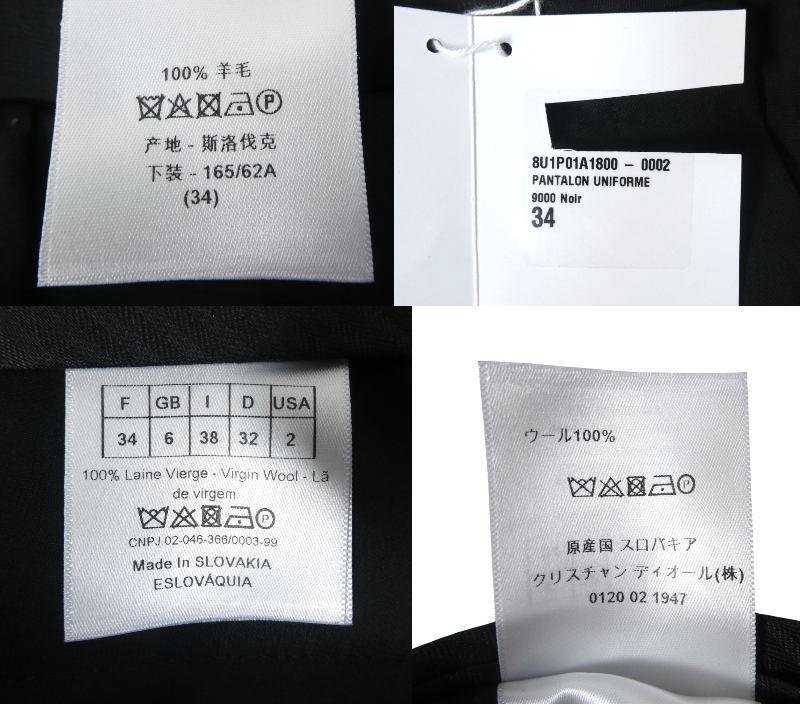 100% 羊毛
P
产地 - 斯洛伐克
下装 - 165/62A
(34)
8U1P01A1800 - 0002
PANTALON UNIFORME
9000 Noir
34
F GB I D USA
34 6 38 32 2
100% Laine Vierge - Virgin Wool - Lã
de virgem
P
CNPJ 02-046-366/0003-99
Made In SLOVAKIA
ESLOVÁQUIA
ウール100%
P
原産国 スロバキア
クリスチャン ディオール(株)
0120 02 1947